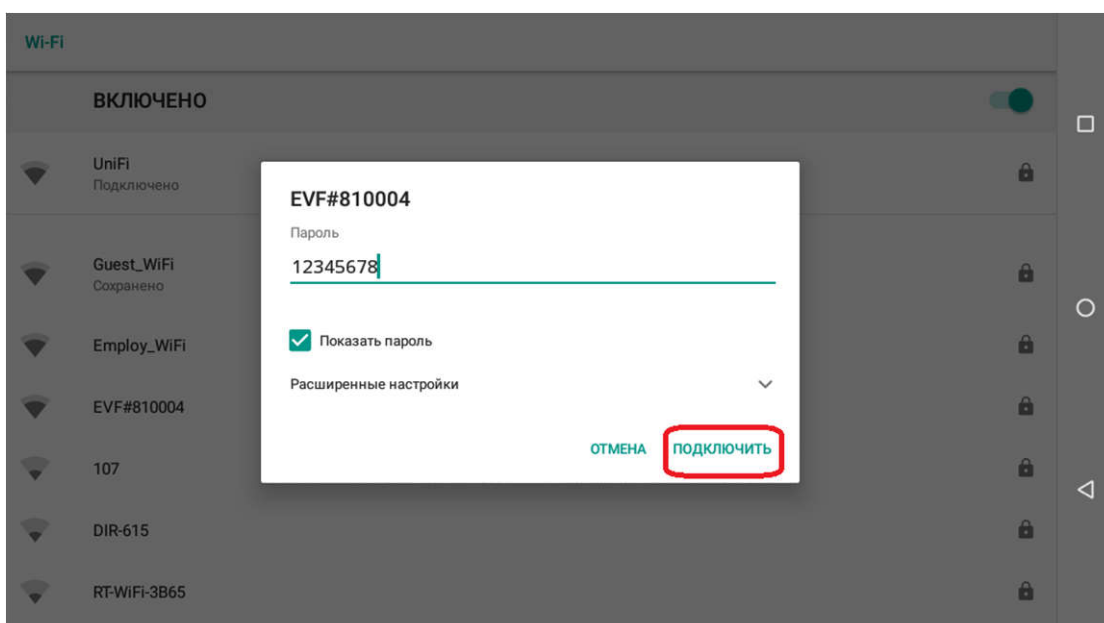 Wi-Fi
ВКЛЮЧЕНО
UniFi
Подключено
Guest_WiFi
Сохранено
Employ_WiFi
EVF#810004
107
DIR-615
RT-WiFi-3B65
EVF#810004
Пароль
12345678
Показать пароль
Расширенные настройки
ОТМЕНА ПОДКЛЮЧИТЬ